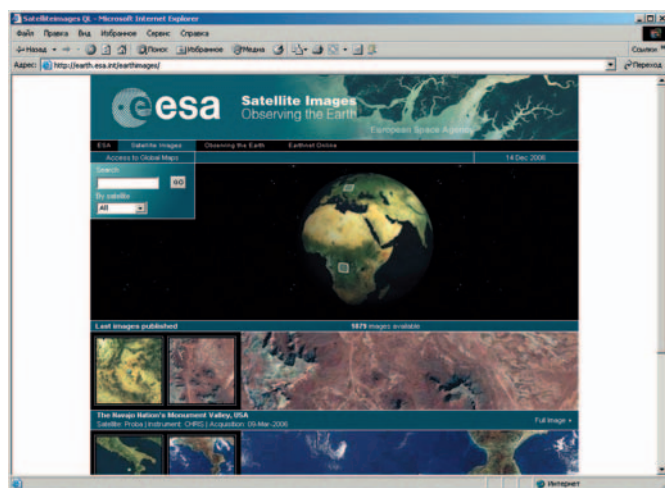 Satelliteimages QL - Microsoft Internet Explorer
Файл Правка Вид Избранное Сервис Справка
Назад Поиск Избранное Медиа Ссылки
Адрес: http://earth.esa.int/earthimages/ Переход
esa
Satellite Images
Observing the Earth
European Space Agency
ESA Satellite Images Observing the Earth Earthnet Online
Access to Global Maps 14 Dec 2006
Search
GO
By satellite
All
Last images published 1079 images available
The Navajo Nation's Monument Valley, USA
Satellite: Proba | Instrument: CHRIS | Acquisition: 09-Mar-2006 Full Image
Интернет